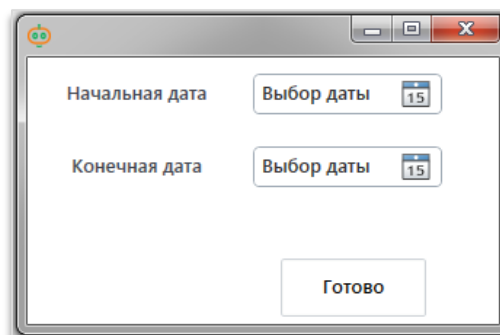 Начальная дата Выбор даты 15
Конечная дата Выбор даты 15
Готово